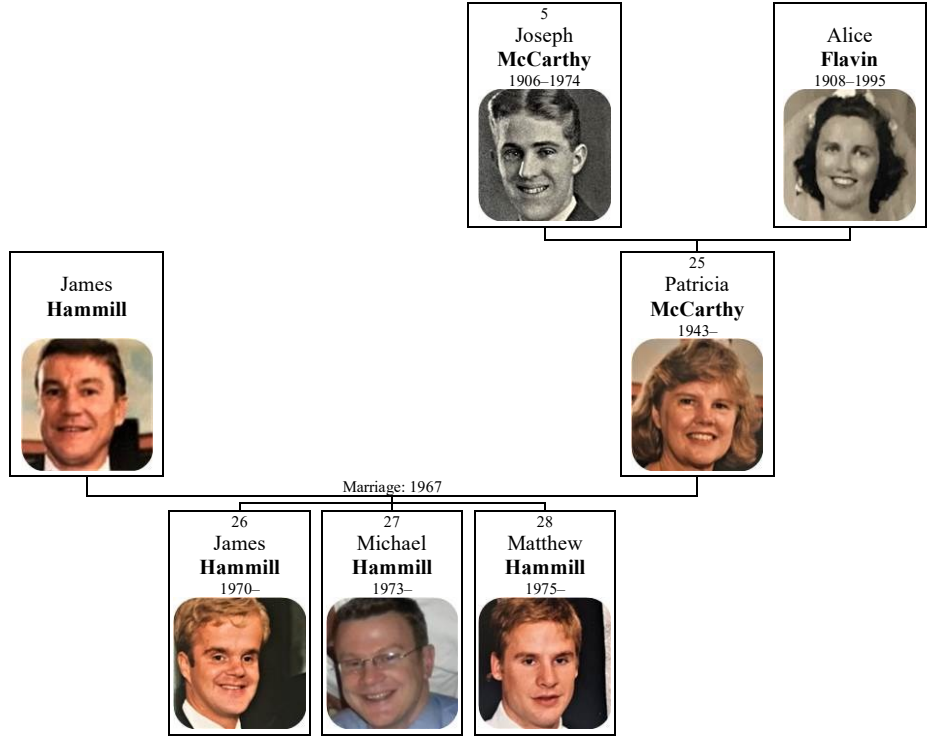 5
Joseph
McCarthy
1906–1974
Alice
Flavin
1908–1995
James
Hammill
25
Patricia
McCarthy
1943–
Marriage: 1967
26
James
Hammill
1970–
27
Michael
Hammill
1973–
28
Matthew
Hammill
1975–